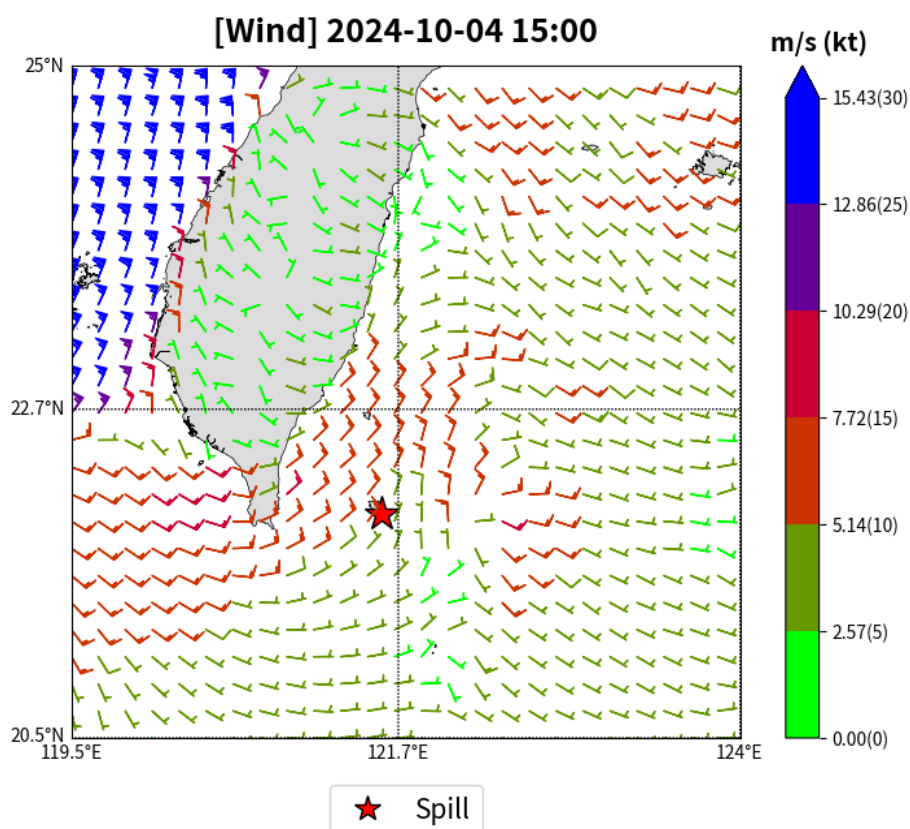 [Wind] 2024-10-04 15:00
m/s (kt)
25°N
22.7°N
20.5°N
119.5°E
121.7°E
124°E
15.43(30)
12.86(25)
10.29(20)
7.72(15)
5.14(10)
2.57(5)
0.00(0)
Spill